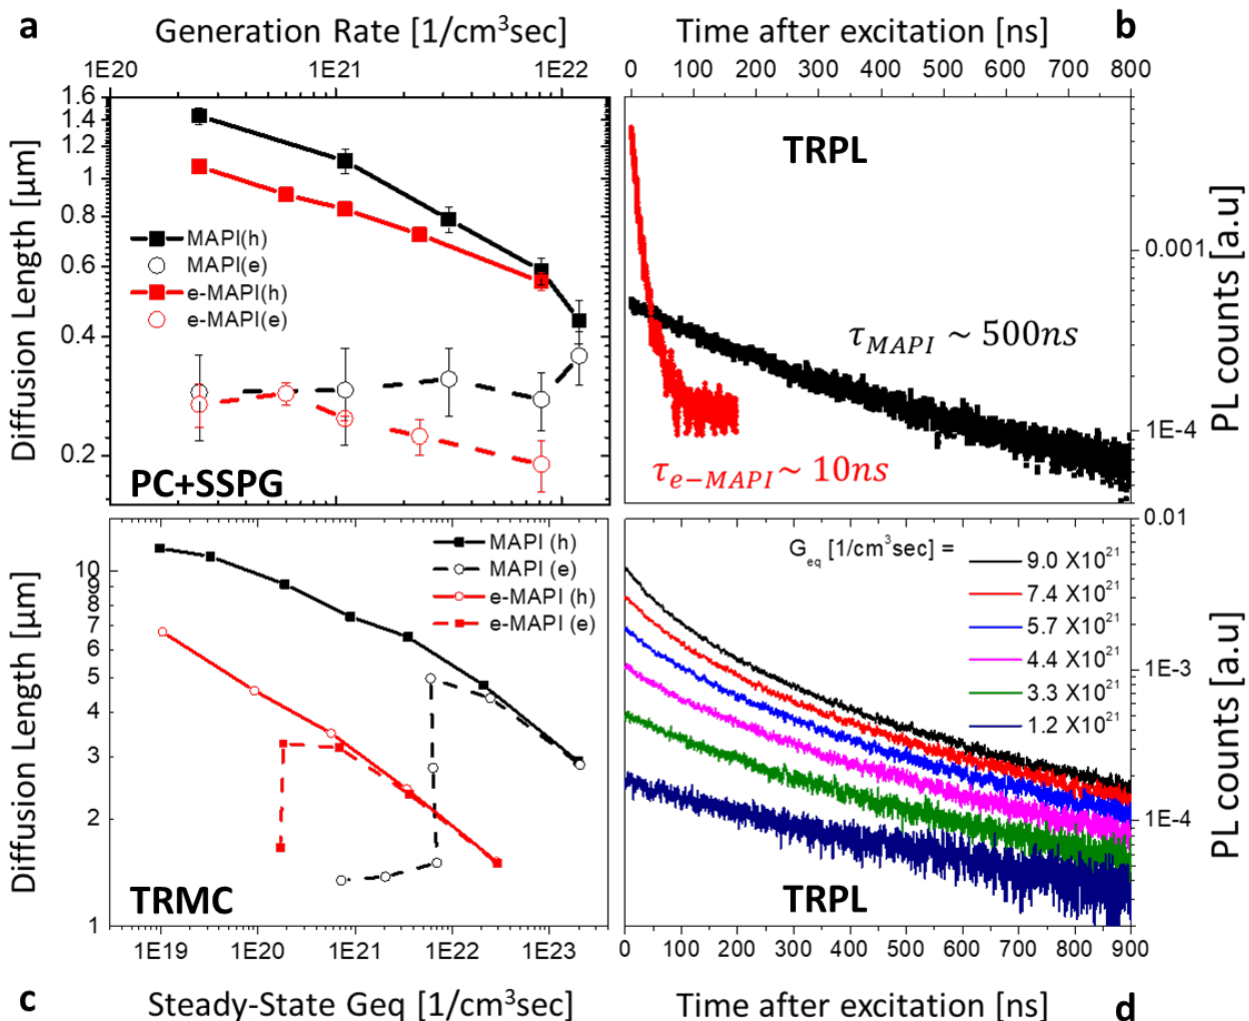 a
Generation Rate [1/cm³sec]
Time after excitation [ns]
b
1E20 1E21 1E22
0 100 200 300 400 500 600 700 800
1.6
1.4
1.2
1
0.8
0.6
0.4
0.2
Diffusion Length [µm]
MAPI(h)
MAPI(e)
e-MAPI(h)
e-MAPI(e)
PC+SSPG
TRPL
τMAPI ~ 500ns
τe−MAPI ~ 10ns
0.001
1E-4
PL counts [a.u]
10
9
8
7
6
5
4
3
2
1
Diffusion Length [µm]
MAPI (h)
MAPI (e)
e-MAPI (h)
e-MAPI (e)
TRMC
1E19 1E20 1E21 1E22 1E23
Geq [1/cm³sec] =
9.0 X10²¹
7.4 X10²¹
5.7 X10²¹
4.4 X10²¹
3.3 X10²¹
1.2 X10²¹
TRPL
0.01
1E-3
1E-4
PL counts [a.u]
0 100 200 300 400 500 600 700 800 900
c
Steady-State Geq [1/cm³sec]
Time after excitation [ns]
d